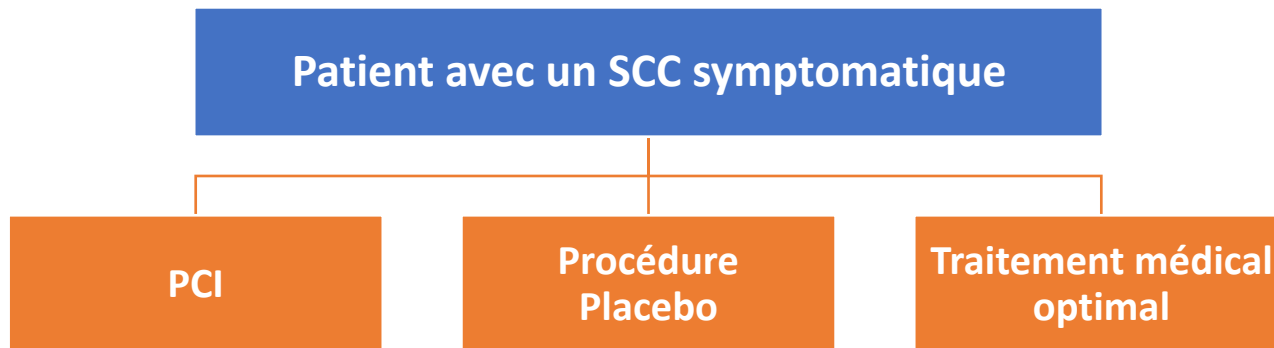 Patient avec un SCC symptomatique
PCI
Procédure
Placebo
Traitement médical
optimal